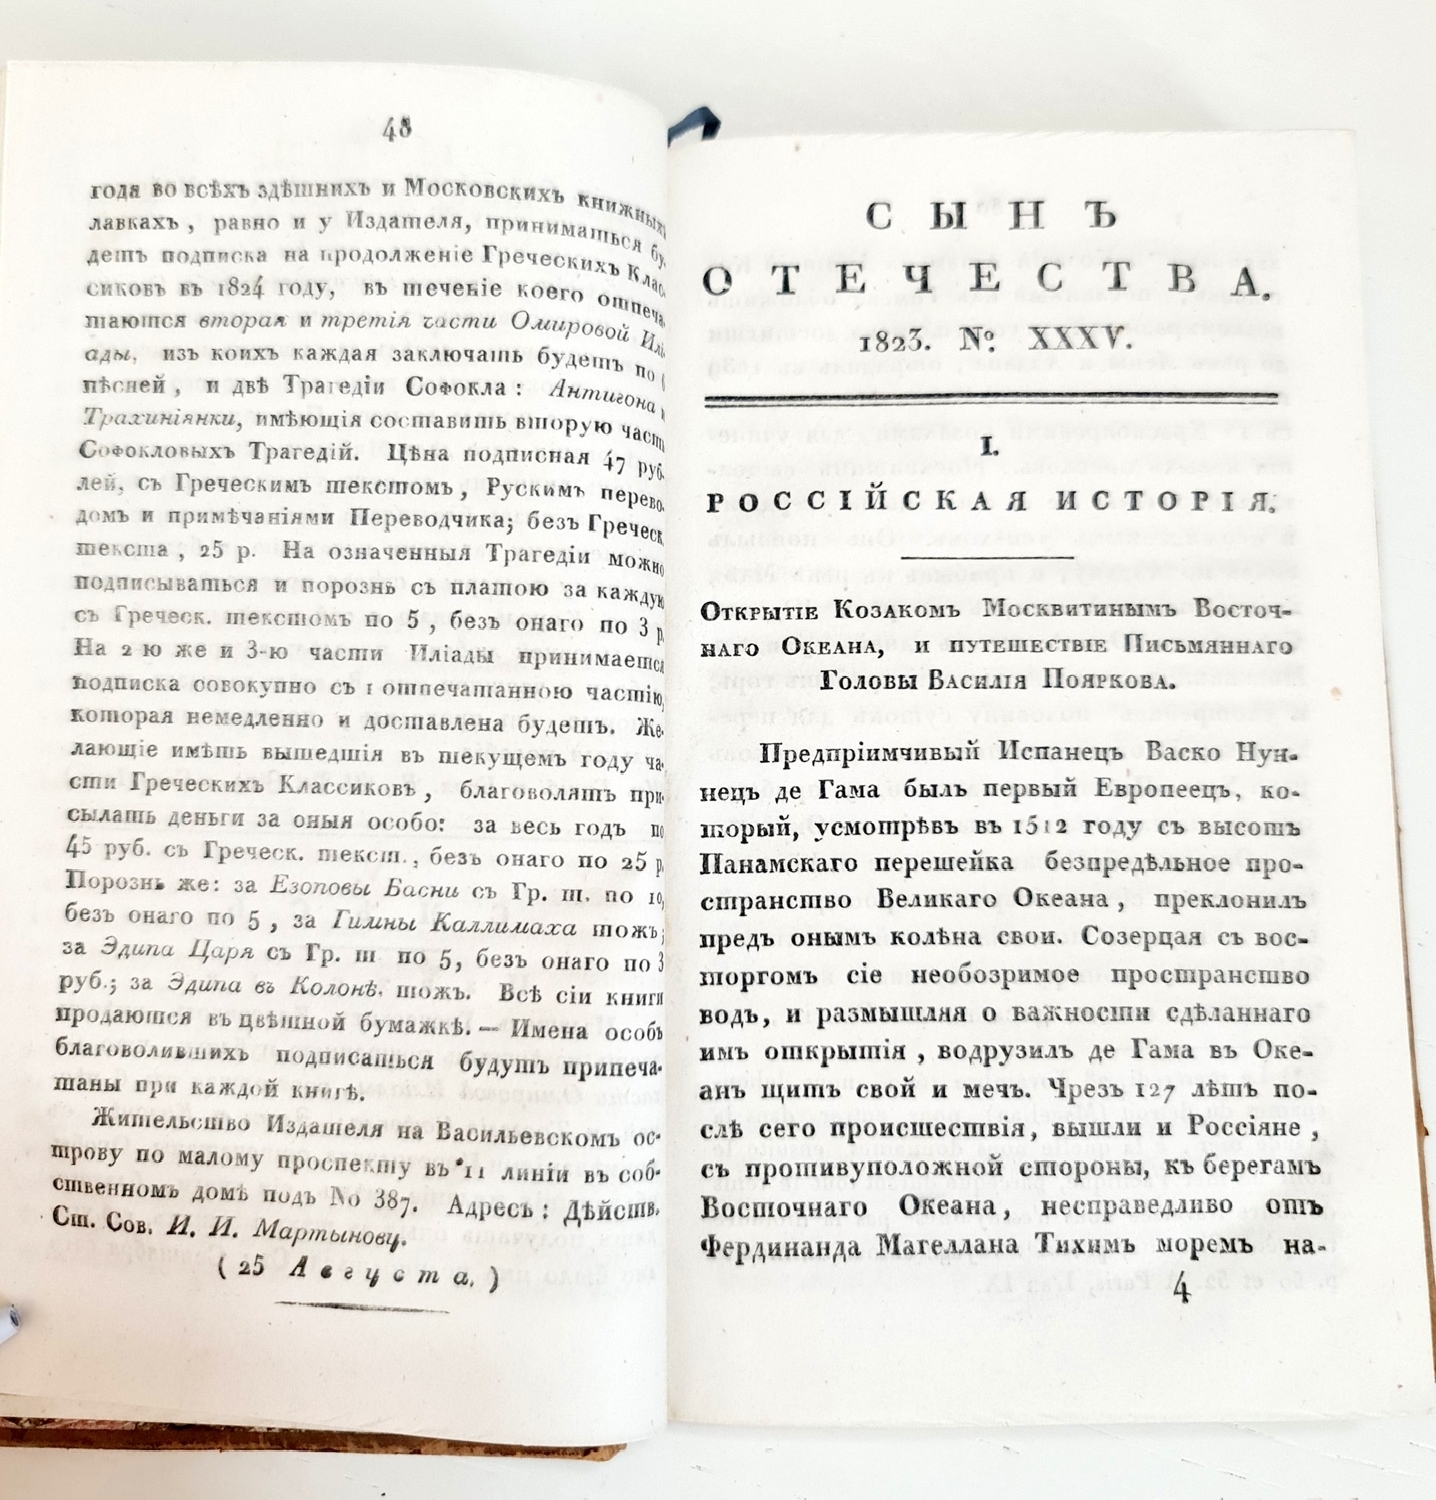 48
года во всѣхъ здѣшнихъ и Московскихъ книжныхъ
лавкахъ, равно и у Издателя, приниматься бу-
детъ подписка на продолженіе Греческихъ Клас-
сиковъ въ 1824 году, въ теченіе коего отпеча-
таются вторая и третія части Омировой Илі-
ады, изъ коихъ каждая заключать будетъ по
пѣсней, и двѣ Трагедіи Софокла: Антигона и
Трахиніянки, имѣющія составить вторую часть
Софокловыхъ Трагедій. Цѣна подписная 47 руб-
лей, съ Греческимъ текстомъ, Рускимъ перево-
домъ и примѣчаніями Переводчика; безъ Греческ.
текста, 25 р. На означенныя Трагедіи можно
подписываться и порознь съ платою за каждую
съ Греческ. текстомъ по 5, безъ онаго по 3 р.
На 2 ю же и 3-ю части Иліады принимается
подписка совокупно съ 1 отпечатанною частію,
которая немедленно и доставлена будетъ. Же-
лающіе имѣть вышедшія въ текущемъ году ча-
сти Греческихъ Классиковъ, благоволятъ при-
сылать деньги за оныя особо: за весь годъ по
45 руб. съ Греческ. текст., безъ онаго по 25 р.
Порознь же: за Езоповы Басни съ Гр. т. по 10,
безъ онаго по 5, за Гимны Каллимаха тожъ;
за Эдипа Царя съ Гр. т по 5, безъ онаго по 3
руб.; за Эдипа въ Колонѣ, тожъ. Всѣ сіи книги
продаются въ цвѣтной бумажкѣ. — Имена особъ
благоволившихъ подписаться будутъ припеча-
таны при каждой книгѣ.
Жительство Издателя на Васильевскомъ ос-
трову по малому проспекту въ 11 линіи въ соб-
ственномъ домѣ подъ No 387. Адресъ: Дѣйств.
Ст. Сов. И. И. Мартынову.
(25 Августа.)
СЫНЪ
ОТЕЧЕСТВА.
1823. No. XXXV.
I.
РОССІЙСКАЯ ИСТОРІЯ.
Открытіе Козакомъ Москвитинымъ Восточ-
наго Океана, и путешествіе Письмяннаго
Головы Василія Пояркова.
Предпріимчивый Испанецъ Васко Нун-
нецъ де Гама былъ первый Европеецъ, ко-
торый, усмотрѣвъ въ 1512 году съ высотъ
Панамскаго перешейка безпредѣльное про-
странство Великаго Океана, преклонилъ
предъ онымъ колѣна свои. Созерцая съ вос-
торгомъ сіе необозримое пространство
водъ, и размышляя о важности сдѣланнаго
имъ открытія, водрузилъ де Гама въ Оке-
анъ щитъ свой и мечъ. Чрезъ 127 лѣтъ по-
слѣ сего происшествія, вышли и Россіяне,
съ противуположной стороны, къ берегамъ
Восточнаго Океана, несправедливо отъ
Фердинанда Магеллана Тихимъ моремъ на-
4